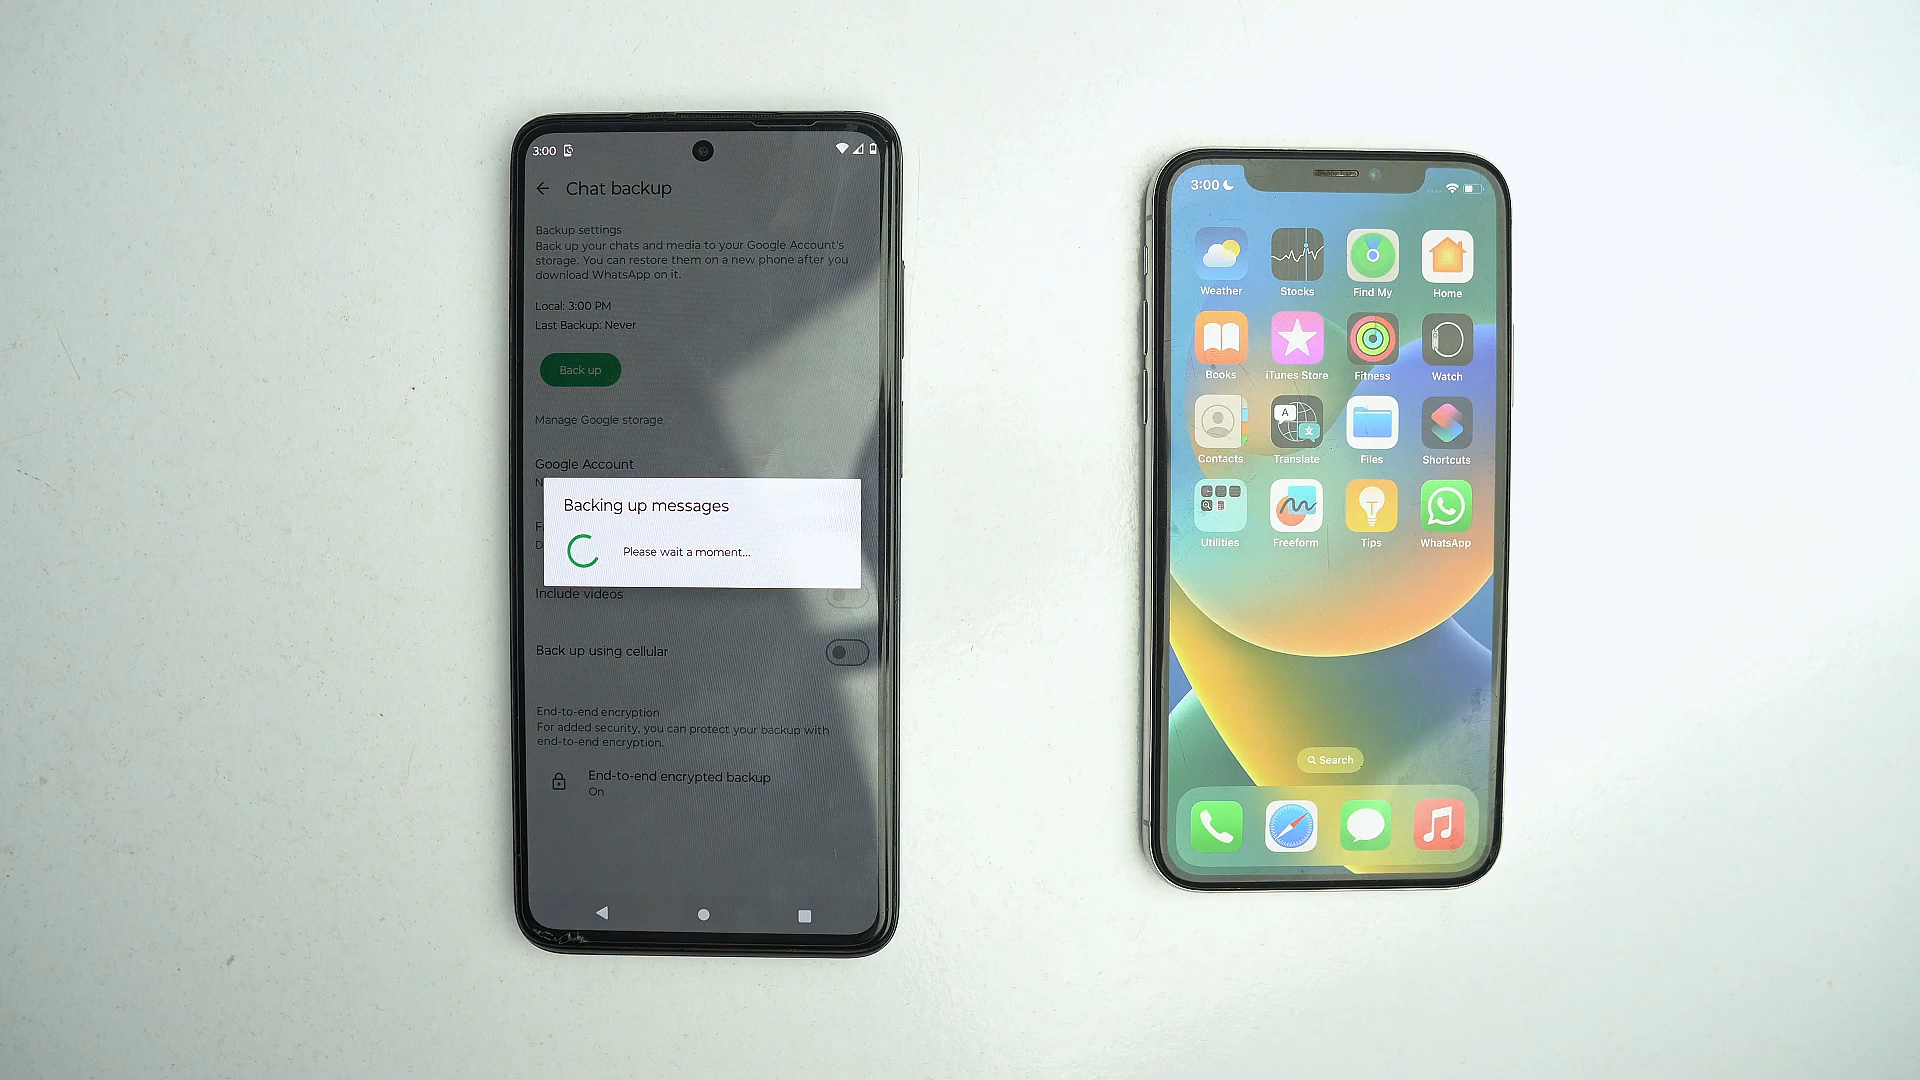 3:00
Chat backup
Backup settings
Back up your chats and media to your Google Account's
storage. You can restore them on a new phone after you
download WhatsApp on it.
Local: 3:00 PM
Last Backup: Never
Back up
Manage Google storage
Google Account
Backing up messages
Please wait a moment...
Include videos
Back up using cellular
End-to-end encryption
For added security, you can protect your backup with
end-to-end encryption.
End-to-end encrypted backup
On
3:00
Weather Stocks Find My Home
Books iTunes Store Fitness Watch
A 文
Contacts Translate Files Shortcuts
Utilities Freeform Tips WhatsApp
Search